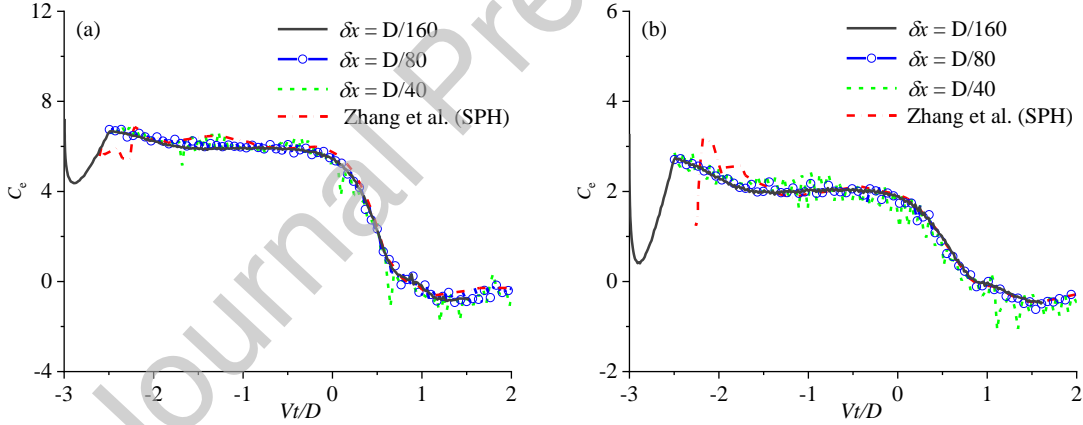 (a)
δx = D/160
δx = D/80
δx = D/40
Zhang et al. (SPH)
12
8
4
0
-4
Ce
-3 -2 -1 0 1 2
Vt/D
(b)
δx = D/160
δx = D/80
δx = D/40
Zhang et al. (SPH)
6
4
2
0
-2
Ce
-3 -2 -1 0 1 2
Vt/D
Journal Pre